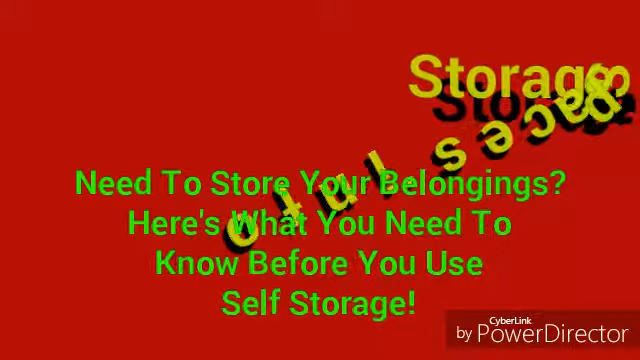 Storage
Need To Store Your Belongings?
Here's What You Need To
Know Before You Use
Self Storage!
CyberLink
by PowerDirector